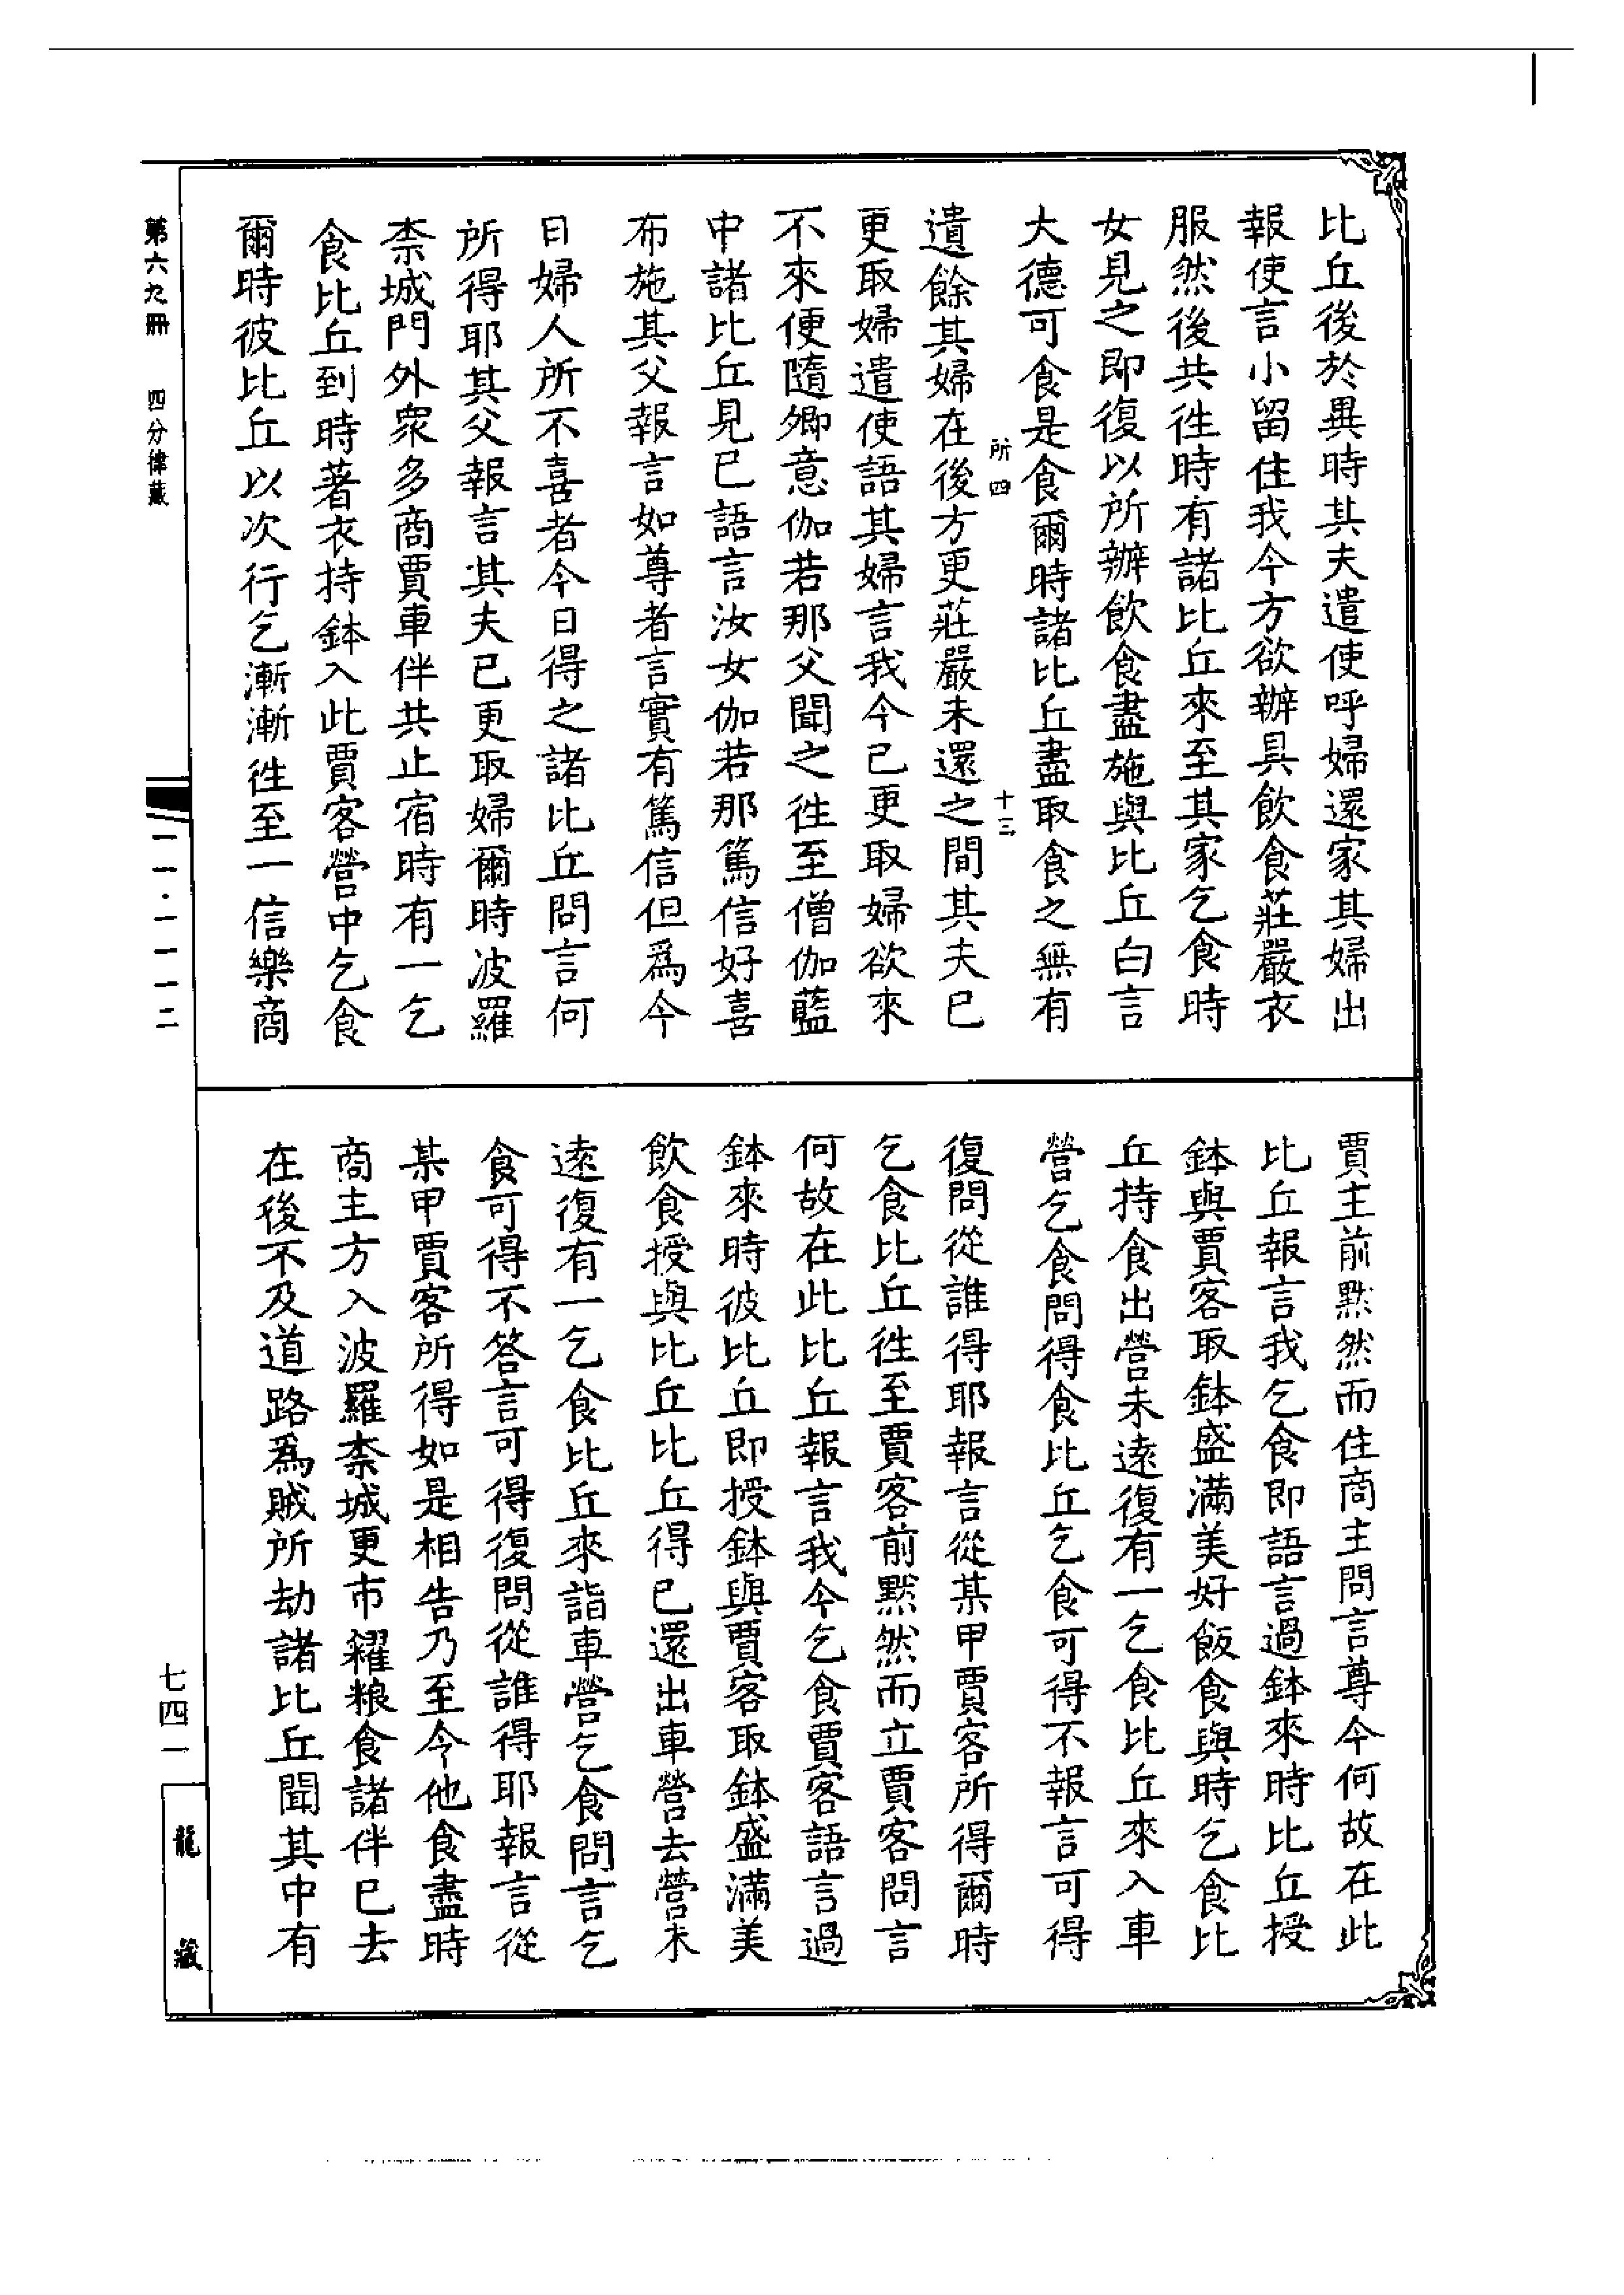 比丘後於異時其夫遣使呼婦還家其婦出
報使言小留住我今方欲辦具飲食莊嚴衣
服然後共徃時有諸比丘來至其家乞食時
女見之即復以所辦飲食盡施與比丘白言
大德可食是食爾時諸比丘盡取食之無有
所四 十三
遺餘其婦在後方更莊嚴未還之間其夫已
更取婦遣使語其婦言我今已更取婦欲來
不來便隨卿意伽若那父聞之徃至僧伽藍
中諸比丘見已語言汝女伽若那篤信好喜
布施其父報言如尊者言實有篤信但爲今
日婦人所不喜者今日得之諸比丘問言何
所得耶其父報言其夫已更取婦爾時波羅
柰城門外衆多商賈車伴共止宿時有一乞
食比丘到時著衣持鉢入此賈客營中乞食
爾時彼比丘以次行乞漸漸徃至一信樂商
賈主前默然而住商主問言尊今何故在此
比丘報言我乞食即語言過鉢來時比丘授
鉢與賈客取鉢盛滿美好飯食與時乞食比
丘持食出營未遠復有一乞食比丘來入車
營乞食問得食比丘乞食可得不報言可得
復問從誰得耶報言從某甲賈客所得爾時
乞食比丘徃至賈客前默然而立賈客問言
何故在此比丘報言我今乞食賈客語言過
鉢來時彼比丘即授鉢與賈客取鉢盛滿美
飲食授與比丘比丘得已還出車營去營未
遠復有一乞食比丘來詣車營乞食問言乞
食可得不答言可得復問從誰得耶報言從
某甲賈客所得如是相告乃至今他食盡時
商主方入波羅柰城更市糴粮食諸伴已去
在後不及道路爲賊所劫諸比丘聞其中有
第六九冊 四分律藏
一一·一一一二
七四一
龍藏